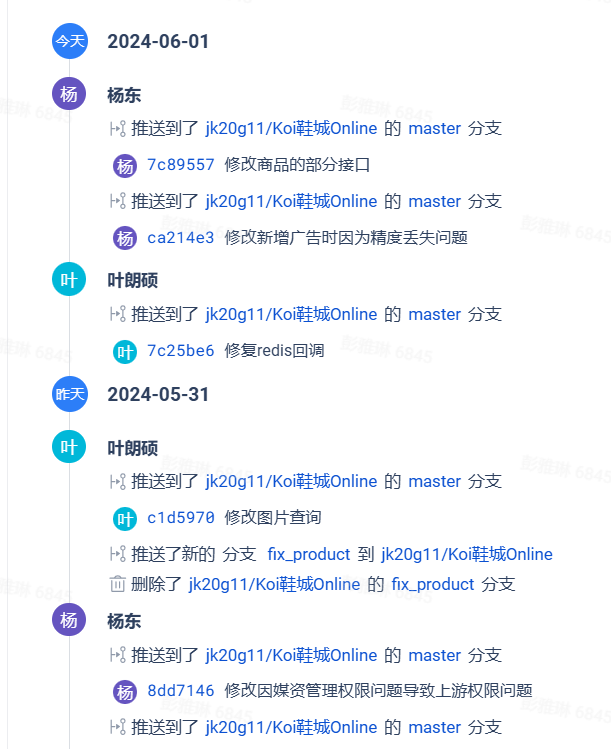 今天 2024-06-01
杨 杨东
推送到了 jk20g11/Koi鞋城Online 的 master 分支
杨 7c89557 修改商品的部分接口
推送到了 jk20g11/Koi鞋城Online 的 master 分支
杨 ca214e3 修改新增广告时因为精度丢失问题
叶 叶朗硕
推送到了 jk20g11/Koi鞋城Online 的 master 分支
叶 7c25be6 修复redis回调
昨天 2024-05-31
叶 叶朗硕
推送到了 jk20g11/Koi鞋城Online 的 master 分支
叶 c1d5970 修改图片查询
推送了新的 分支 fix_product 到 jk20g11/Koi鞋城Online
删除了 jk20g11/Koi鞋城Online 的 fix_product 分支
杨 杨东
推送到了 jk20g11/Koi鞋城Online 的 master 分支
杨 8dd7146 修改因媒资管理权限问题导致上游权限问题
推送到了 jk20g11/Koi鞋城Online 的 master 分支
彭雅琳 6845